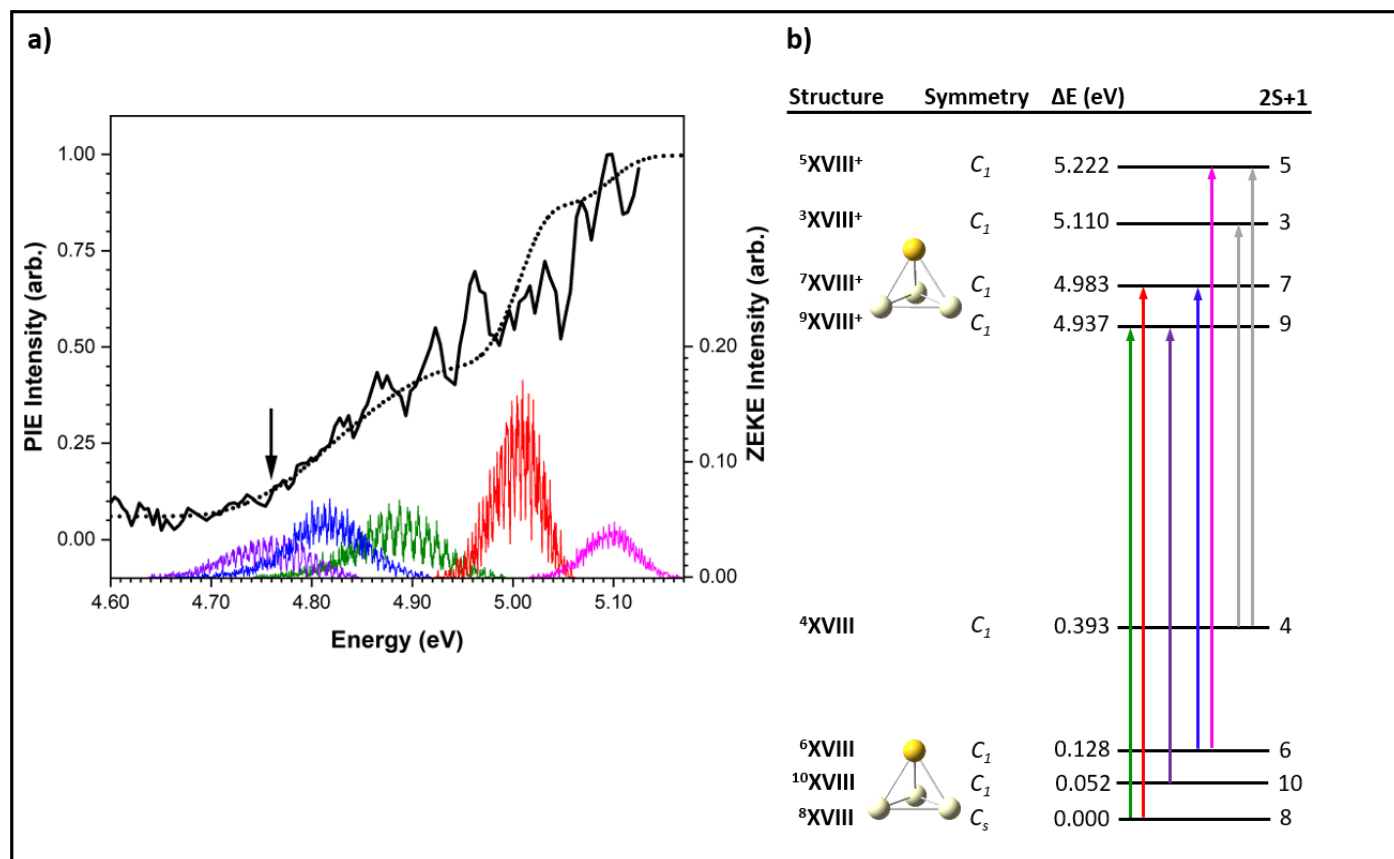 a)
PIE Intensity (arb.)
1.00
0.75
0.50
0.25
0.00
0.20
0.10
0.00
ZEKE Intensity (arb.)
4.60 4.70 4.80 4.90 5.00 5.10
Energy (eV)
b)
Structure Symmetry ΔE (eV) 2S+1
⁵XVIII⁺ C₁ 5.222 5
³XVIII⁺ C₁ 5.110 3
⁷XVIII⁺ C₁ 4.983 7
⁹XVIII⁺ C₁ 4.937 9
⁴XVIII C₁ 0.393 4
⁶XVIII C₁ 0.128 6
¹⁰XVIII C₁ 0.052 10
⁸XVIII Cₛ 0.000 8